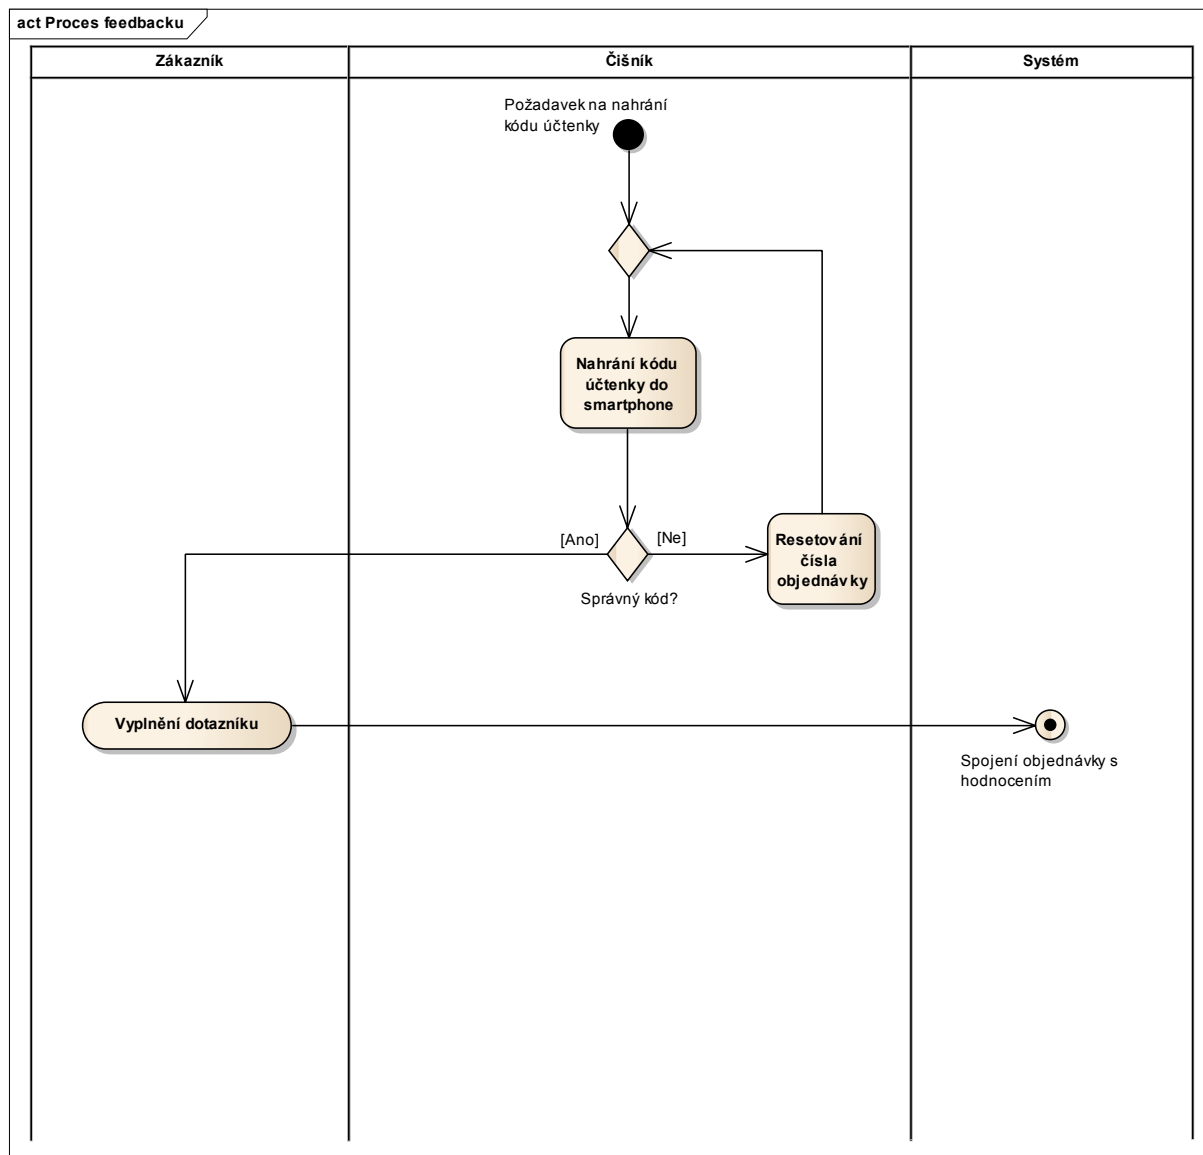 act Proces feedbacku
Zákazník
Čišník
Systém
Požadavek na nahrání
kódu účtenky
Nahrání kódu
účtenky do
smartphone
[Ano]
[Ne]
Resetování
čísla
objednávky
Správný kód?
Vyplnění dotazníku
Spojení objednávky s
hodnocením